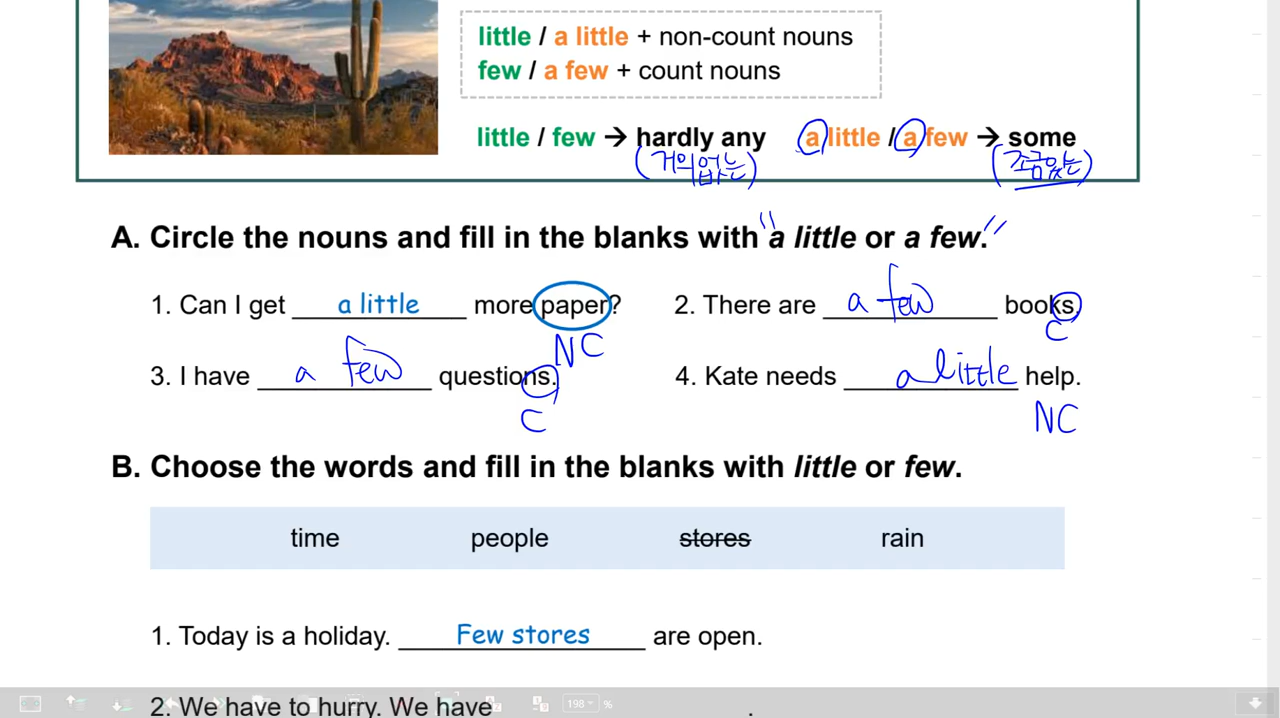 little / a little + non-count nouns
few / a few + count nouns
little / few → hardly any a little / a few → some
(거의없는) (조금있는)
A. Circle the nouns and fill in the blanks with "a little or a few."
1. Can I get a little more paper? 2. There are a few books.
NC C
3. I have a few questions. 4. Kate needs a little help.
C NC
B. Choose the words and fill in the blanks with little or few.
time people stores rain
1. Today is a holiday. Few stores are open.
2. We have to hurry. We have .
198 %